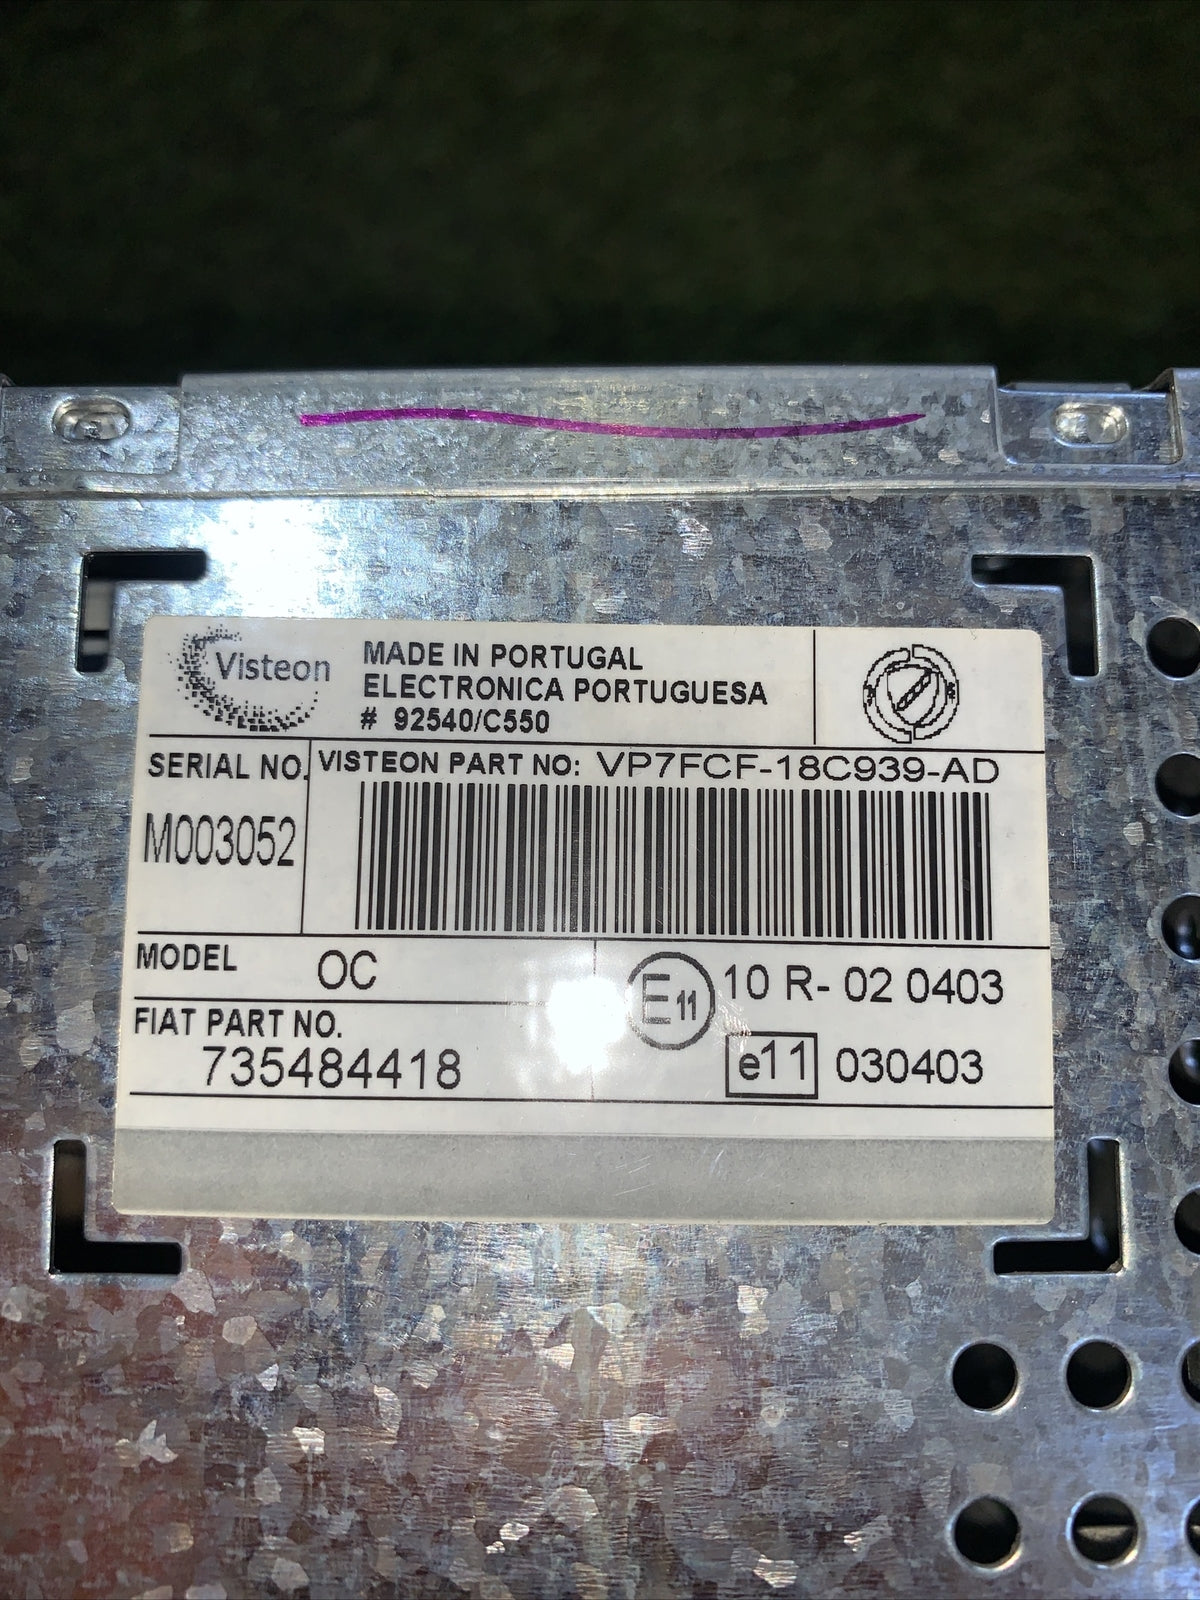 Visteon
MADE IN PORTUGAL
ELECTRONICA PORTUGUESA
# 92540/C550
SERIAL NO.
M003052
VISTEON PART NO: VP7FCF-18C939-AD
MODEL
OC
FIAT PART NO.
735484418
E11 10 R- 02 0403
e11 030403